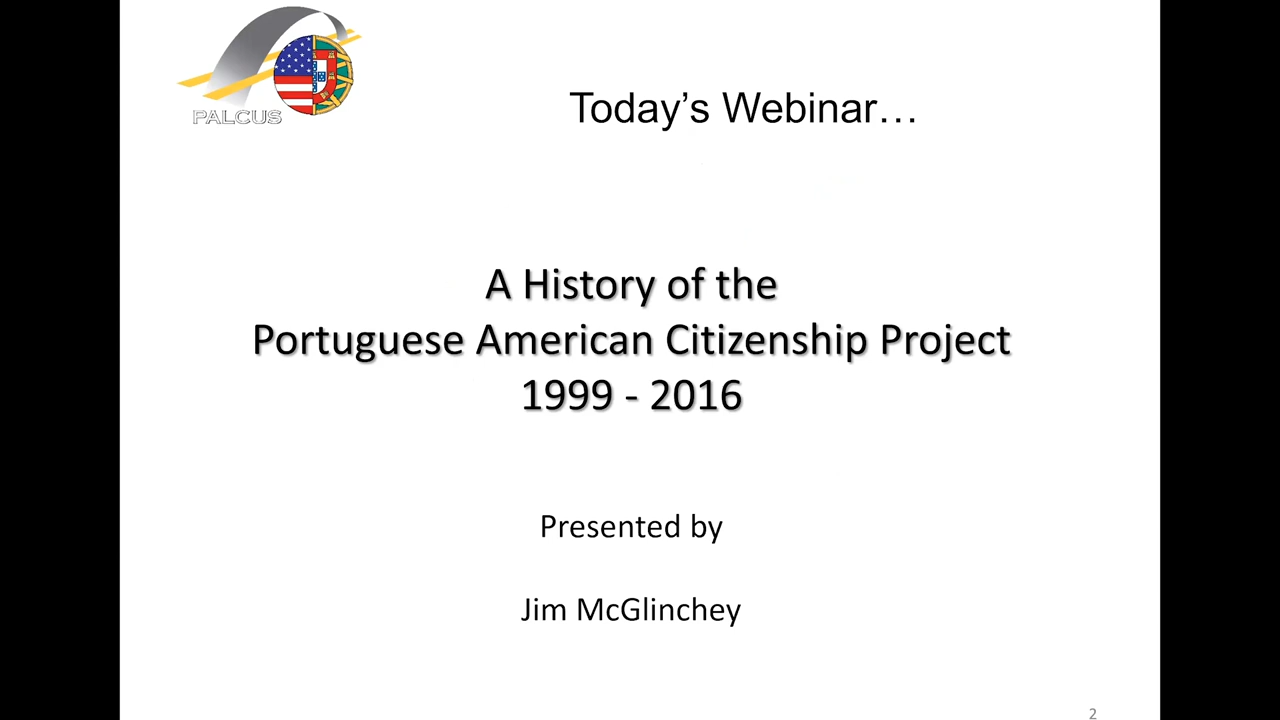 PALCUS
Today’s Webinar…
A History of the
Portuguese American Citizenship Project
1999 - 2016
Presented by
Jim McGlinchey
2